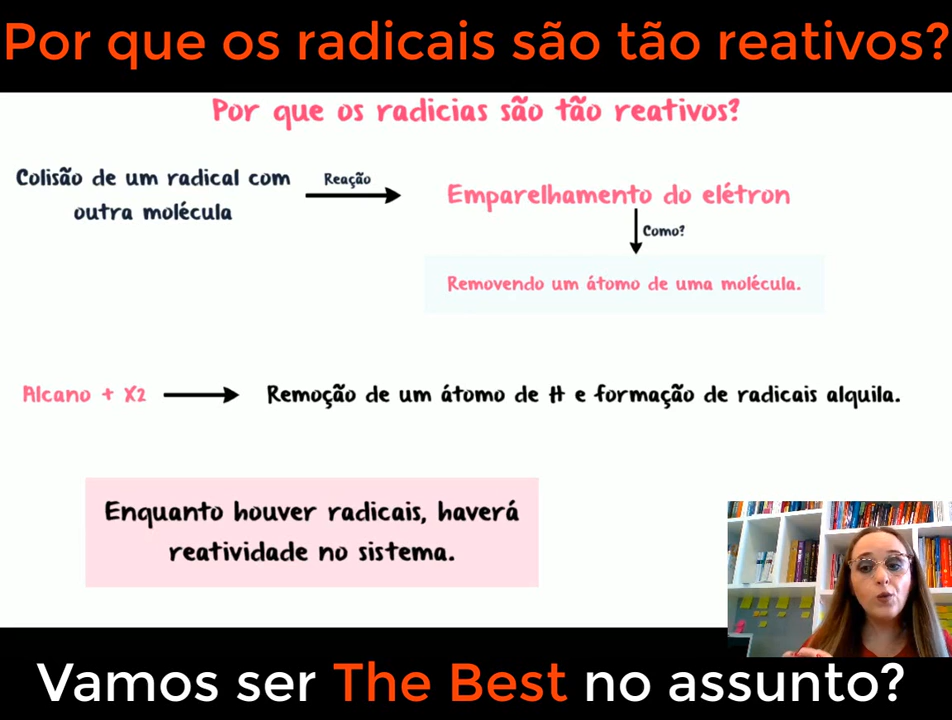 Por que os radicais são tão reativos?
Por que os radicias são tão reativos?
Colisão de um radical com
outra molécula
Reação
Emparelhamento do elétron
Como?
Removendo um átomo de uma molécula.
Alcano + X2
Remoção de um átomo de H e formação de radicais alquila.
Enquanto houver radicais, haverá
reatividade no sistema.
Vamos ser The Best no assunto?